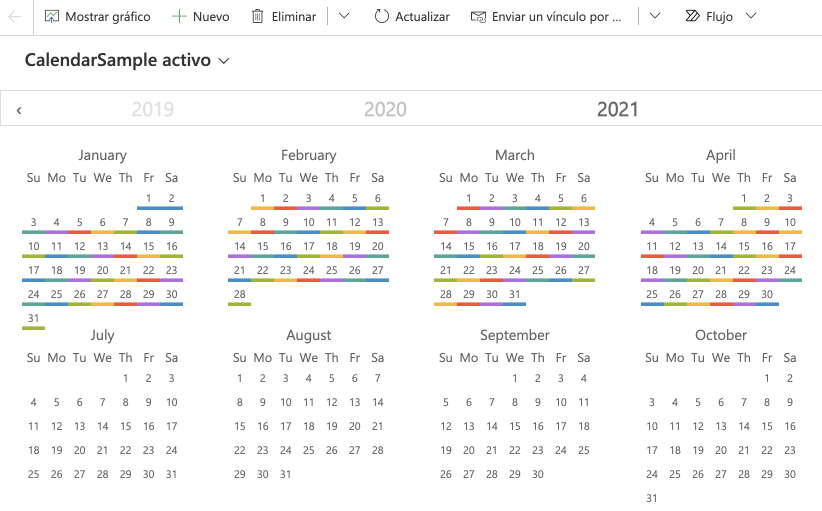 Mostrar gráfico Nuevo Eliminar Actualizar Enviar un vínculo por ... Flujo
CalendarSample activo
‹ 2019 2020 2021
January February March April
Su Mo Tu We Th Fr Sa Su Mo Tu We Th Fr Sa Su Mo Tu We Th Fr Sa Su Mo Tu We Th Fr Sa
1 2 1 2 3 4 5 6 1 2 3 4 5 6 1 2 3
3 4 5 6 7 8 9 7 8 9 10 11 12 13 7 8 9 10 11 12 13 4 5 6 7 8 9 10
10 11 12 13 14 15 16 14 15 16 17 18 19 20 14 15 16 17 18 19 20 11 12 13 14 15 16 17
17 18 19 20 21 22 23 21 22 23 24 25 26 27 21 22 23 24 25 26 27 18 19 20 21 22 23 24
24 25 26 27 28 29 30 28 28 29 30 31 25 26 27 28 29 30
31
July August September October
Su Mo Tu We Th Fr Sa Su Mo Tu We Th Fr Sa Su Mo Tu We Th Fr Sa Su Mo Tu We Th Fr Sa
1 2 3 1 2 3 4 5 6 7 1 2 3 4 1 2
4 5 6 7 8 9 10 8 9 10 11 12 13 14 5 6 7 8 9 10 11 3 4 5 6 7 8 9
11 12 13 14 15 16 17 15 16 17 18 19 20 21 12 13 14 15 16 17 18 10 11 12 13 14 15 16
18 19 20 21 22 23 24 22 23 24 25 26 27 28 19 20 21 22 23 24 25 17 18 19 20 21 22 23
25 26 27 28 29 30 31 29 30 31 26 27 28 29 30 24 25 26 27 28 29 30
31